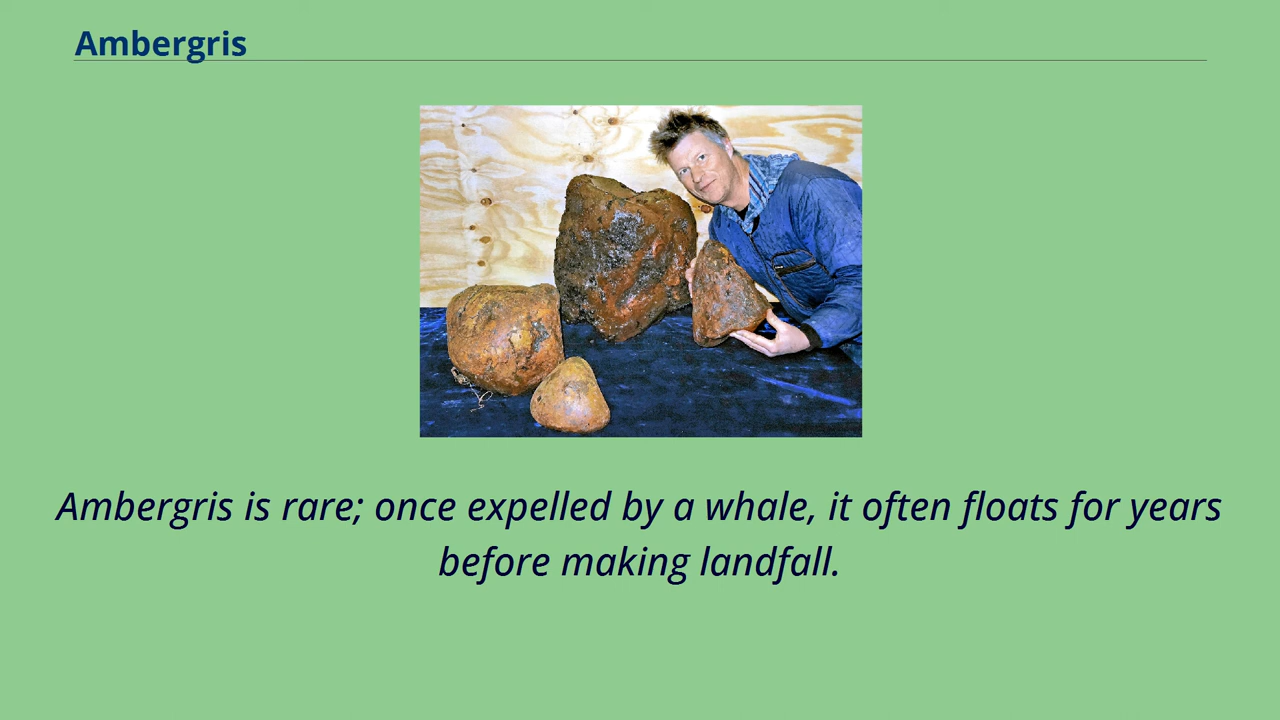 Ambergris
Ambergris is rare; once expelled by a whale, it often floats for years
before making landfall.